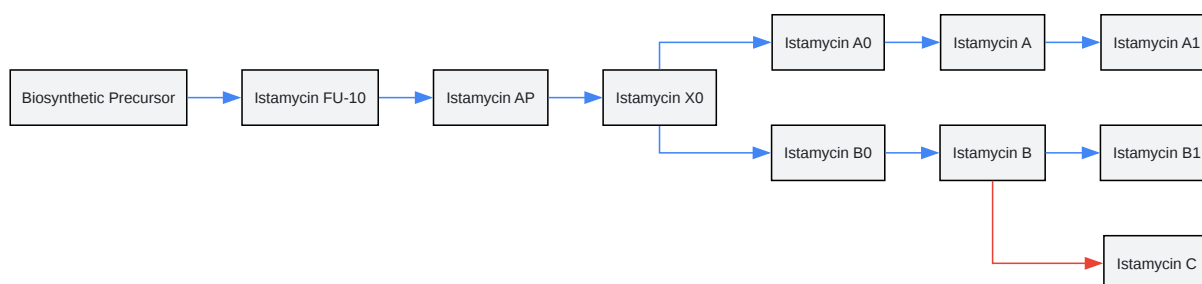 Istamycin A0
Istamycin A
Istamycin A1
Biosynthetic Precursor
Istamycin FU-10
Istamycin AP
Istamycin X0
Istamycin B0
Istamycin B
Istamycin B1
Istamycin C